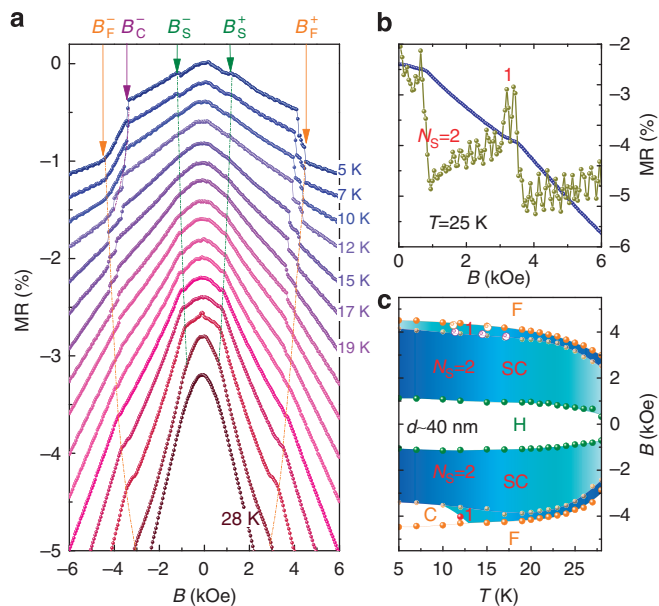 a
B_F^- B_C^- B_S^- B_S^+ B_F^+
0
−1
−2
−3
−4
−5
MR (%)
5 K
7 K
10 K
12 K
15 K
17 K
19 K
28 K
−6 −4 −2 0 2 4 6
B (kOe)
b
1
N_S=2
T=25 K
−2
−3
−4
−5
−6
MR (%)
0 2 4 6
B (kOe)
c
F
1
N_S=2 SC
d~40 nm H
N_S=2
SC
C 1
F
4
2
0
−2
−4
B (kOe)
5 10 15 20 25
T (K)